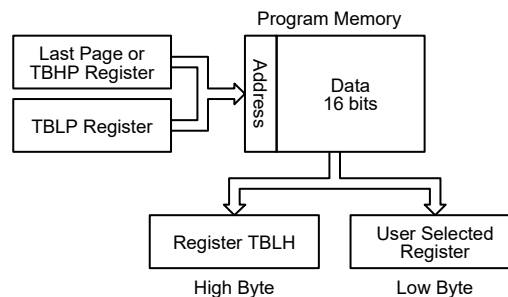 Program Memory
Last Page or
TBHP Register
TBLP Register
Address
Data
16 bits
Register TBLH
User Selected
Register
High Byte
Low Byte